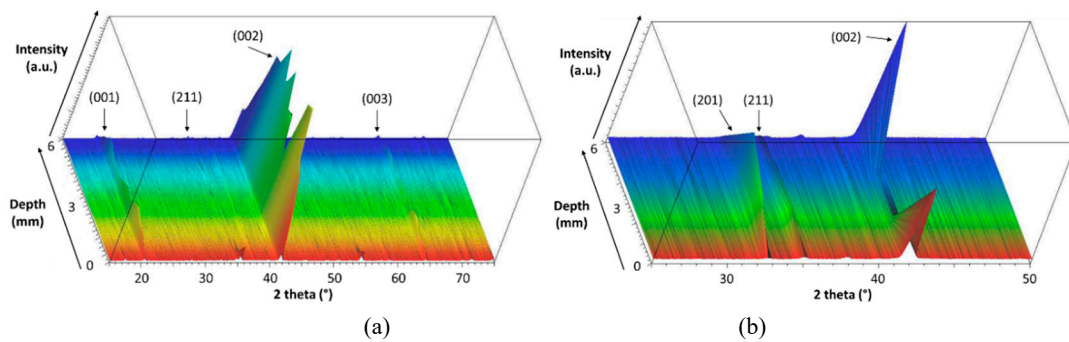 Intensity
(a.u.)
(001)
(211)
(002)
(003)
6
Depth
(mm)
3
0
20
30
40
50
60
70
2 theta (°)
(a)
Intensity
(a.u.)
(201)
(211)
(002)
6
Depth
(mm)
3
0
30
40
50
2 theta (°)
(b)